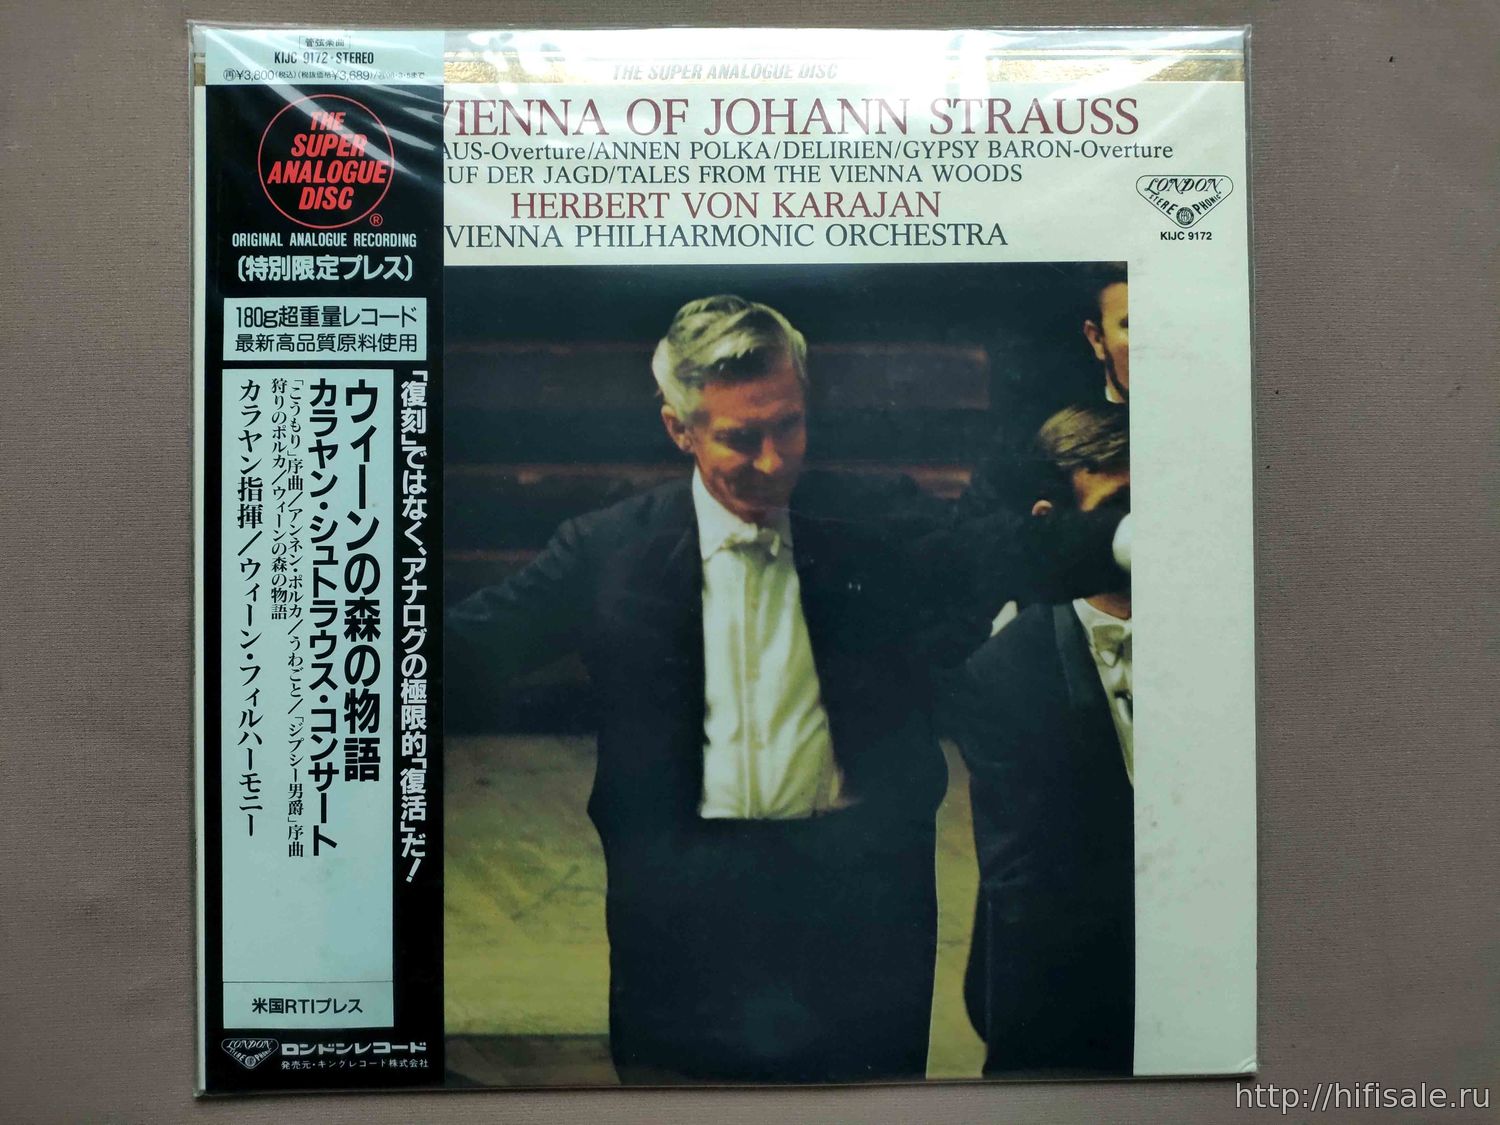 [管弦楽曲]
KIJC 9172・STEREO
THE SUPER ANALOGUE DISC
THE
SUPER
ANALOGUE
DISC
®
ORIGINAL ANALOGUE RECORDING
(特別限定プレス)
180g超重量レコード
最新高品質原料使用
「復刻」ではなく、アナログの極限的「復活」だ!
ウィーンの森の物語
カラヤン・シュトラウス・コンサート
「こうもり」序曲/アンネン・ポルカ/うわごと/「ジプシー男爵」序曲
狩りのポルカ/ウィーンの森の物語
カラヤン指揮/ウィーン・フィルハーモニー
米国RTIプレス
LONDON
STEREOPHONIC
ロンドンレコード
発売元・キングレコード株式会社
VIENNA OF JOHANN STRAUSS
AUS-Overture/ANNEN POLKA/DELIRIEN/GYPSY BARON-Overture
UF DER JAGD/TALES FROM THE VIENNA WOODS
HERBERT VON KARAJAN
VIENNA PHILHARMONIC ORCHESTRA
LONDON
STEREOPHONIC
KIJC 9172
http://hifisale.ru